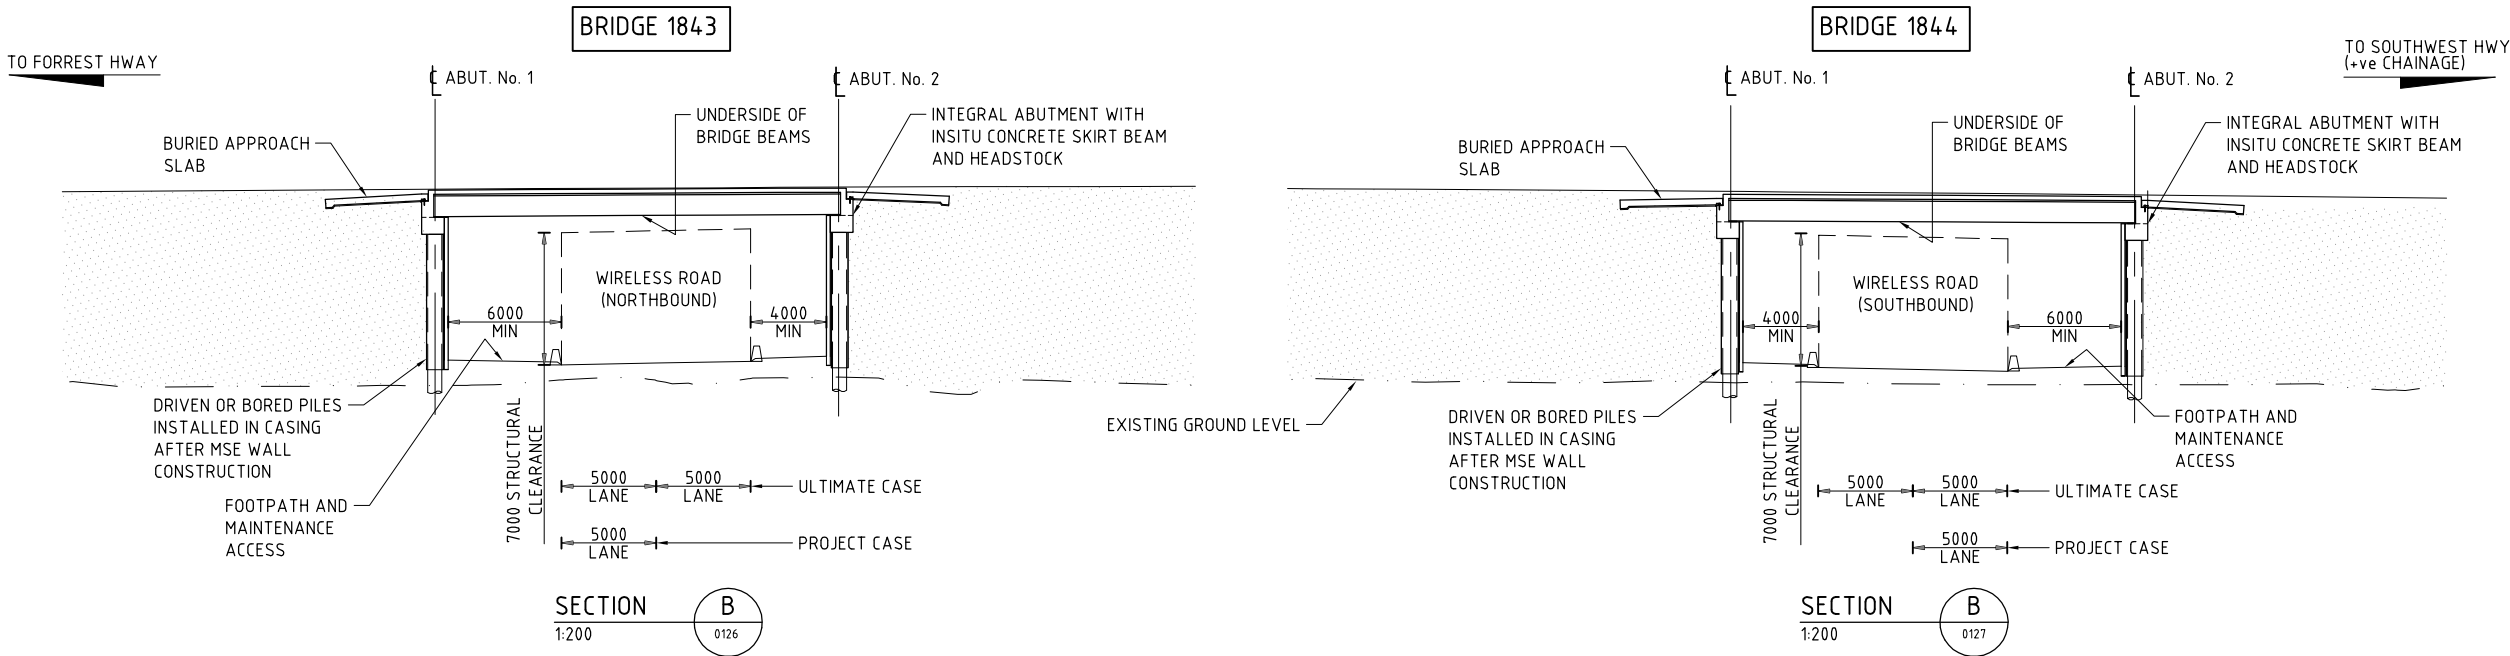 BRIDGE 1843
TO FORREST HWAY
℄ ABUT. No. 1
℄ ABUT. No. 2
UNDERSIDE OF
BRIDGE BEAMS
INTEGRAL ABUTMENT WITH
INSITU CONCRETE SKIRT BEAM
AND HEADSTOCK
BURIED APPROACH
SLAB
WIRELESS ROAD
(NORTHBOUND)
6000
MIN
4000
MIN
DRIVEN OR BORED PILES
INSTALLED IN CASING
AFTER MSE WALL
CONSTRUCTION
FOOTPATH AND
MAINTENANCE
ACCESS
7000 STRUCTURAL
CLEARANCE
5000
LANE
5000
LANE
ULTIMATE CASE
5000
LANE
PROJECT CASE
SECTION
1:200
B
0126
BRIDGE 1844
TO SOUTHWEST HWY
(+ve CHAINAGE)
℄ ABUT. No. 1
℄ ABUT. No. 2
UNDERSIDE OF
BRIDGE BEAMS
INTEGRAL ABUTMENT WITH
INSITU CONCRETE SKIRT BEAM
AND HEADSTOCK
BURIED APPROACH
SLAB
WIRELESS ROAD
(SOUTHBOUND)
4000
MIN
6000
MIN
EXISTING GROUND LEVEL
DRIVEN OR BORED PILES
INSTALLED IN CASING
AFTER MSE WALL
CONSTRUCTION
FOOTPATH AND
MAINTENANCE
ACCESS
7000 STRUCTURAL
CLEARANCE
5000
LANE
5000
LANE
ULTIMATE CASE
5000
LANE
PROJECT CASE
SECTION
1:200
B
0127